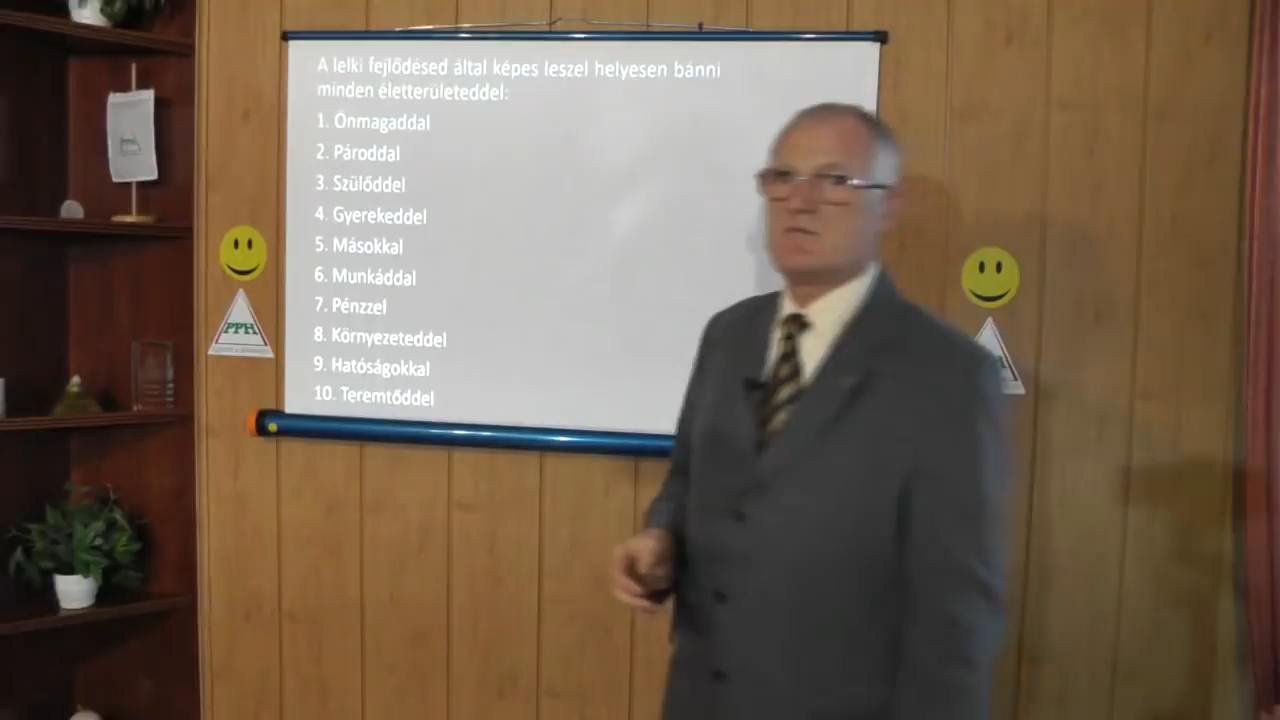 A lelki fejlődésed által képes leszel helyesen bánni
minden életterületeddel:
1. Önmagaddal
2. Pároddal
3. Szülőddel
4. Gyerekeddel
5. Másokkal
6. Munkáddal
7. Pénzzel
8. Környezeteddel
9. Hatóságokkal
10. Teremtőddel
PPH